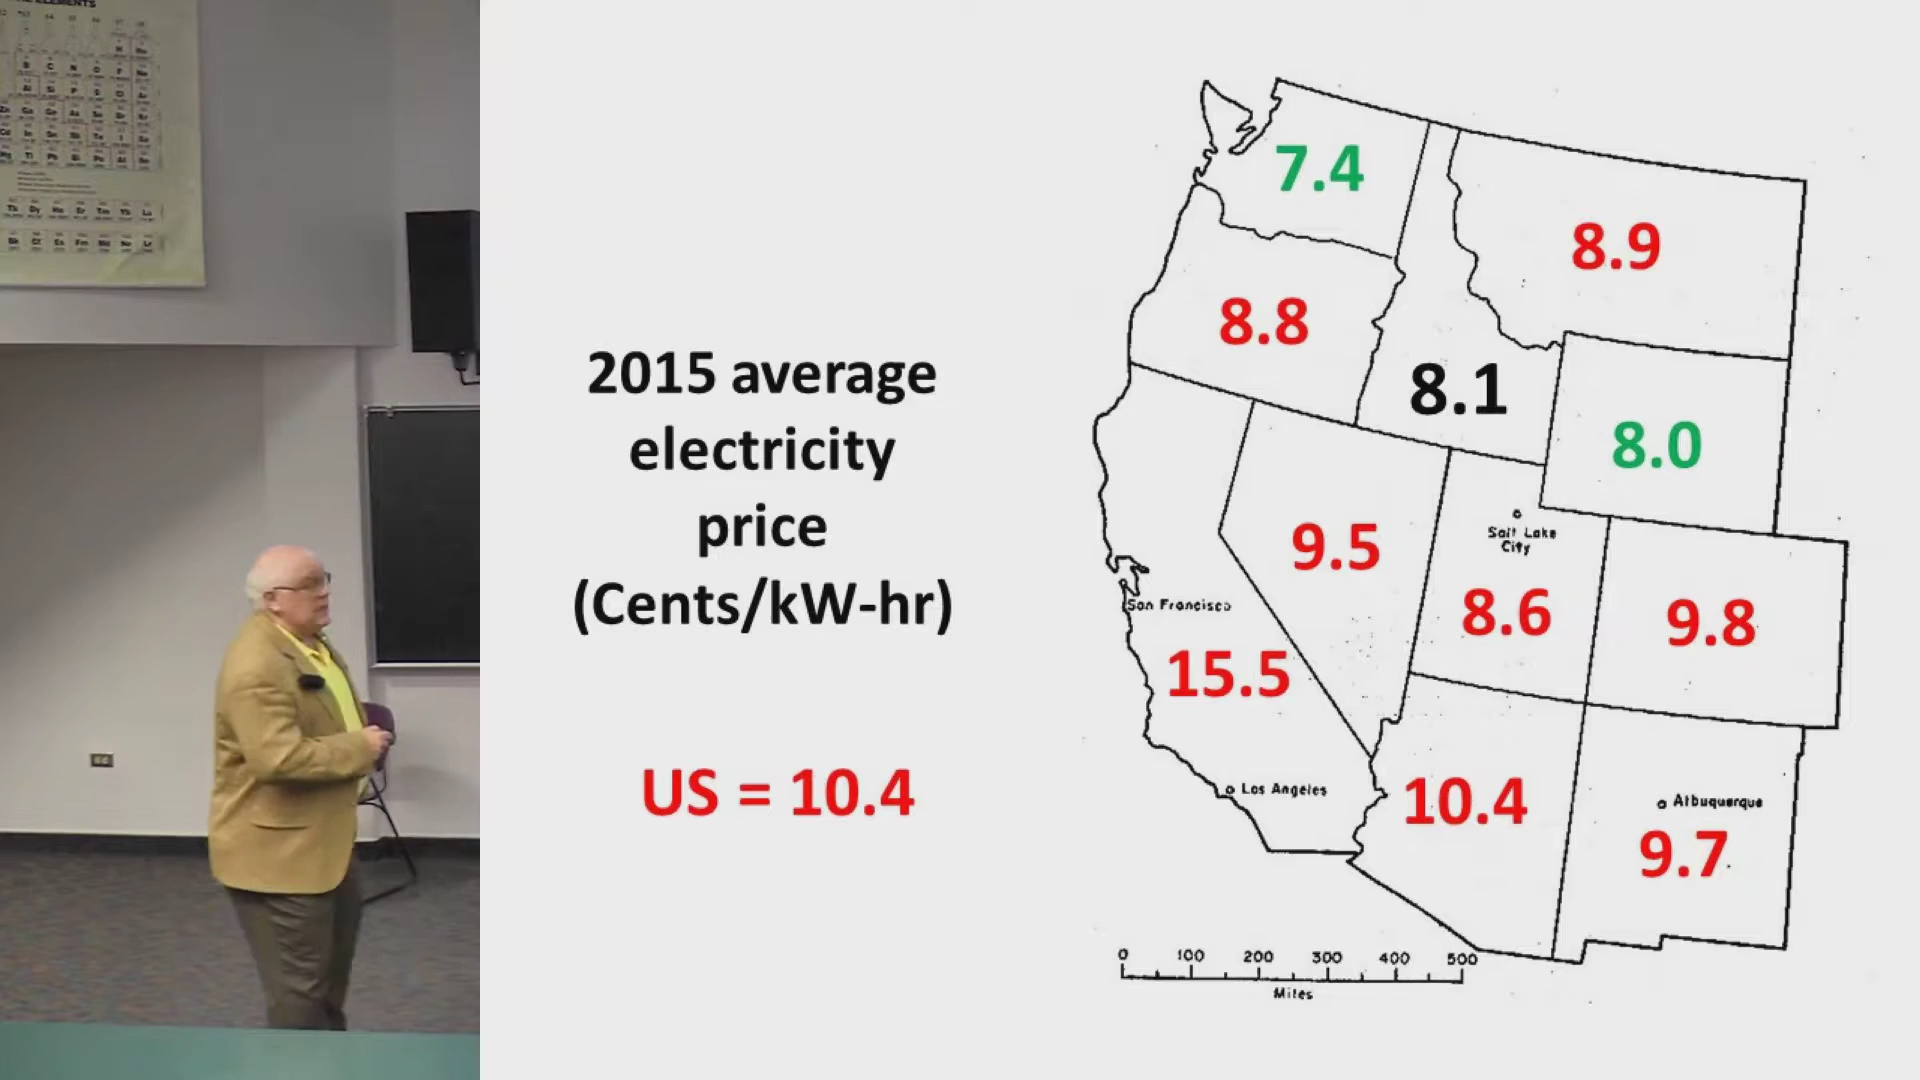 ELEMENTS
2015 average
electricity
price
(Cents/kW-hr)
US = 10.4
7.4
8.9
8.8
8.1
8.0
9.5
Salt Lake
City
8.6
9.8
San Francisco
15.5
Los Angeles
10.4
Albuquerque
9.7
0 100 200 300 400 500
Miles